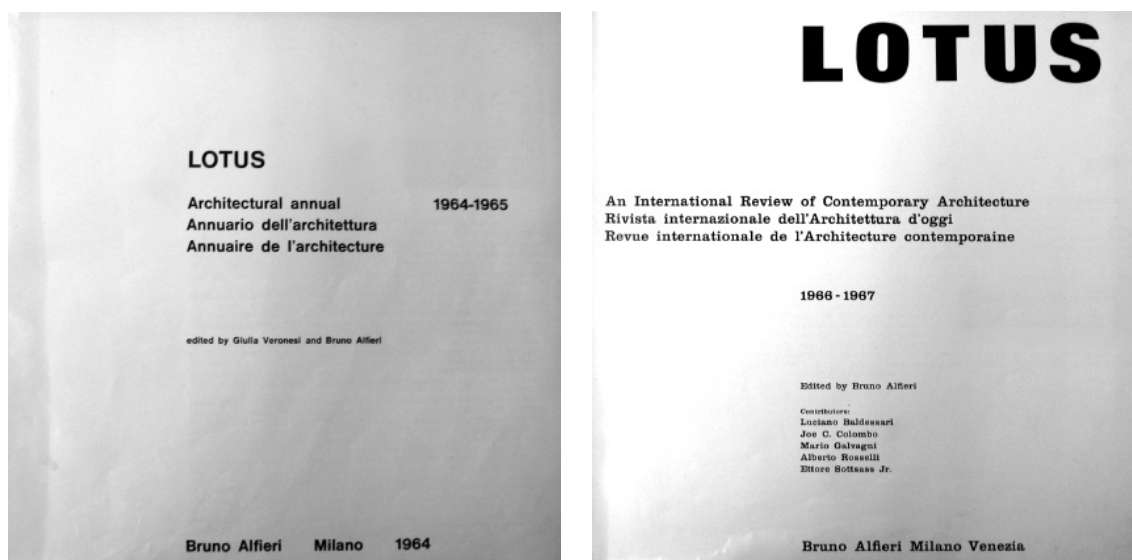 LOTUS
Architectural annual 1964-1965
Annuario dell'architettura
Annuaire de l'architecture
edited by Giulia Veronesi and Bruno Alfieri
Bruno Alfieri Milano 1964
LOTUS
An International Review of Contemporary Architecture
Rivista internazionale dell'Architettura d'oggi
Revue internationale de l'Architecture contemporaine
1966 - 1967
Edited by Bruno Alfieri
Contributors:
Luciano Baldessari
Joe C. Colombo
Mario Galvagni
Alberto Rosselli
Ettore Sottsass Jr.
Bruno Alfieri Milano Venezia